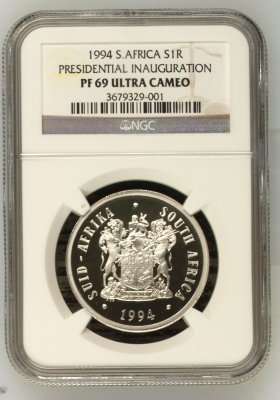 1994 S.AFRICA S1R
PRESIDENTIAL INAUGURATION
PF 69 ULTRA CAMEO
3679329-001
NGC
SUID-AFRIKA SOUTH AFRICA
1994